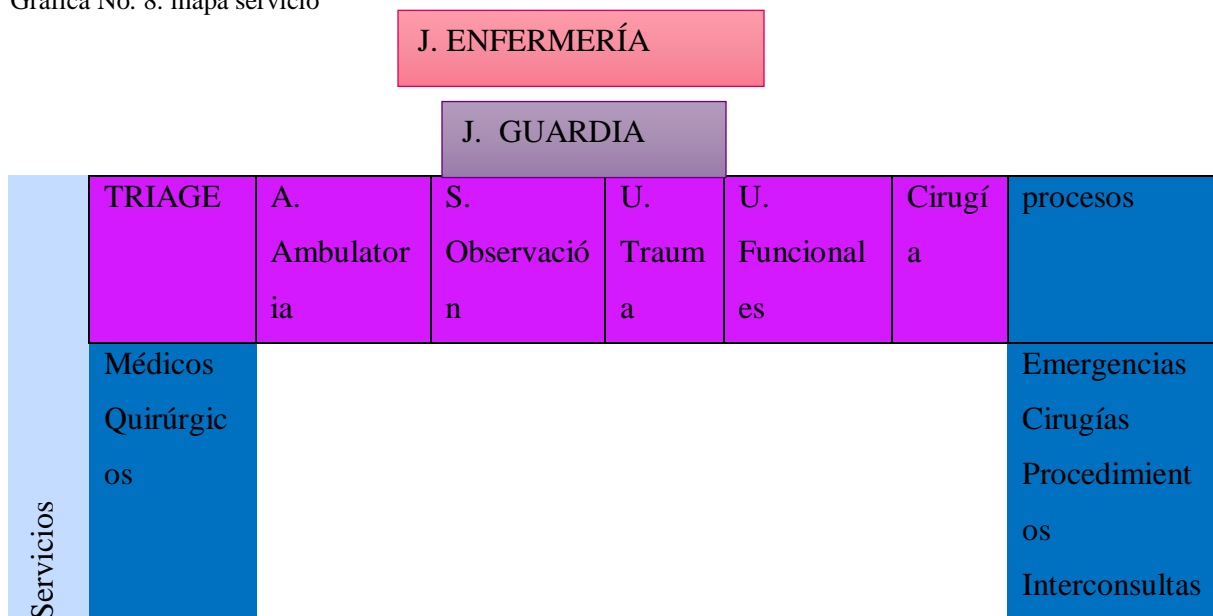 Gráfica No. 8. mapa servicio
J. ENFERMERÍA
J. GUARDIA
TRIAGE
A.
Ambulator
ia
S.
Observació
n
U.
Traum
a
U.
Funcional
es
Cirugí
a
procesos
Servicios
Médicos
Quirúrgic
os
Emergencias
Cirugías
Procedimient
os
Interconsultas